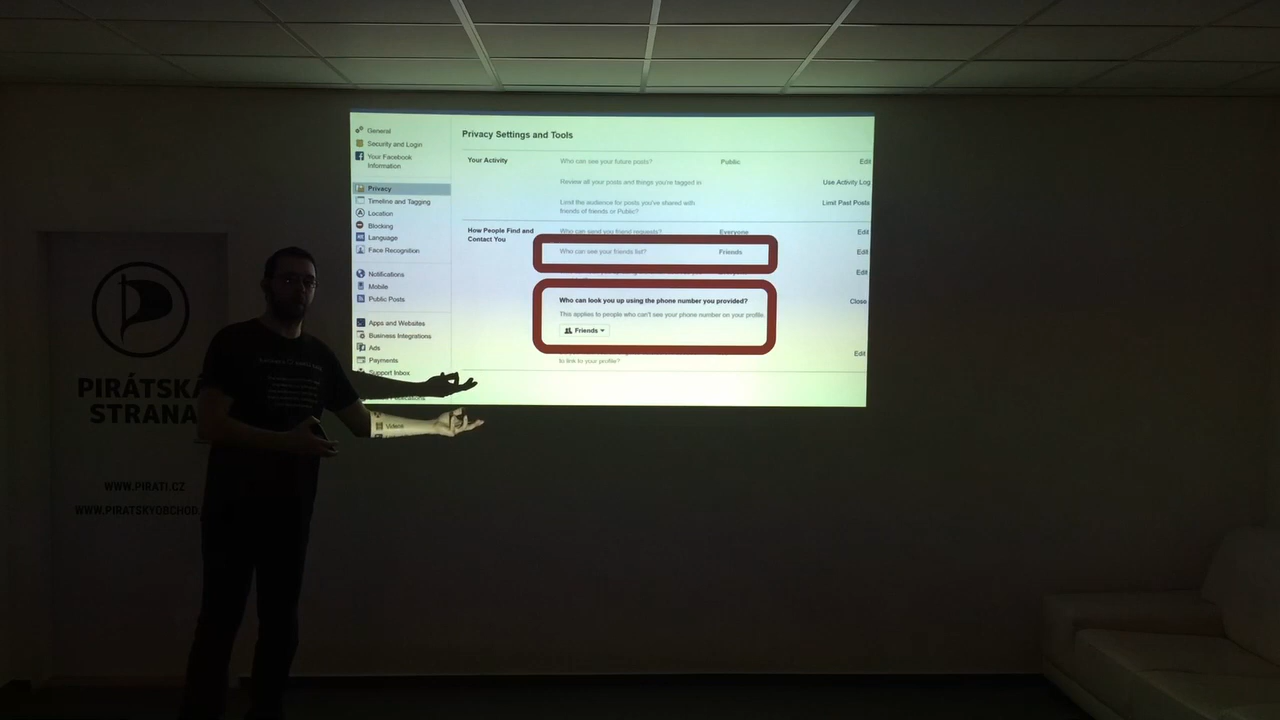 General
Security and Login
Your Facebook
Information
Privacy
Timeline and Tagging
Location
Blocking
Language
Face Recognition
Notifications
Mobile
Public Posts
Apps and Websites
Business Integrations
Ads
Payments
Support Inbox
Videos
Privacy Settings and Tools
Your Activity
Who can see your future posts?
Public
Edit
Review all your posts and things you're tagged in
Use Activity Log
Limit the audience for posts you've shared with
friends of friends or Public?
Limit Past Posts
How People Find and
Contact You
Who can send you friend requests?
Everyone
Edit
Who can see your friends list?
Friends
Edit
Edit
Who can look you up using the phone number you provided?
Close
This applies to people who can't see your phone number on your profile.
Friends
Edit
to link to your profile?
PIRÁTSKÁ
STRANA
WWW.PIRATI.CZ
WWW.PIRATSKYOBCHOD.